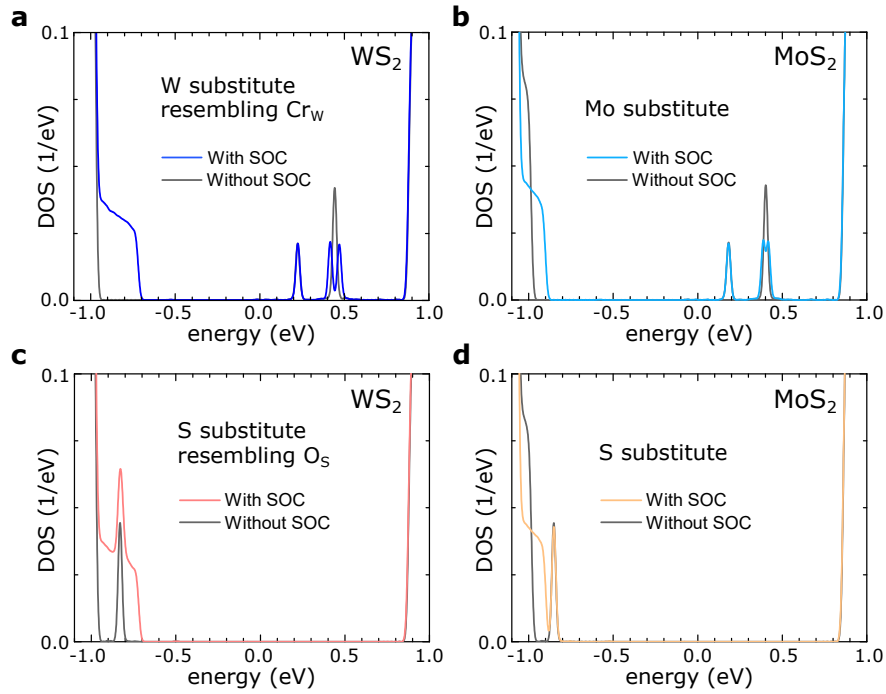 a
WS₂
0.1
W substitute
resembling Cr_W
With SOC
Without SOC
DOS (1/eV)
0.0
-1.0 -0.5 0.0 0.5 1.0
energy (eV)
b
MoS₂
0.1
Mo substitute
With SOC
Without SOC
DOS (1/eV)
0.0
-1.0 -0.5 0.0 0.5 1.0
energy (eV)
c
WS₂
0.1
S substitute
resembling O_S
With SOC
Without SOC
DOS (1/eV)
0.0
-1.0 -0.5 0.0 0.5 1.0
energy (eV)
d
MoS₂
0.1
S substitute
With SOC
Without SOC
DOS (1/eV)
0.0
-1.0 -0.5 0.0 0.5 1.0
energy (eV)